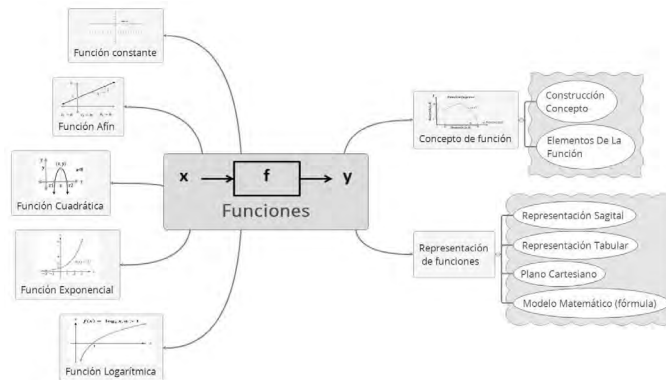 Función constante
Función Afín
Función Cuadrática
Función Exponencial
f(x) = log
Función Logarítmica
x
f
y
Funciones
Concepto de función
Construcción
Concepto
Elementos De La
Función
Representación
de funciones
Representación Sagital
Representación Tabular
Plano Cartesiano
Modelo Matemático (fórmula)